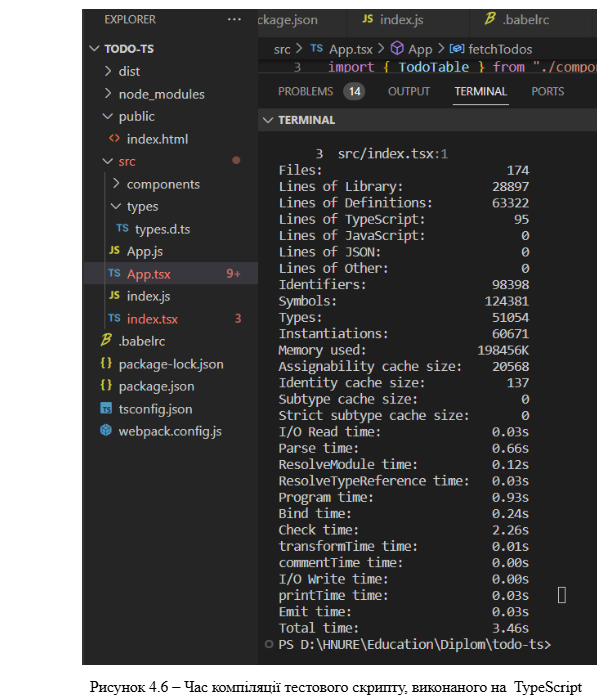 EXPLORER ···
TODO-TS
dist
node_modules
public
<> index.html
src
components
types
TS types.d.ts
JS App.js
TS App.tsx 9+
JS index.js
TS index.tsx 3
.babelrc
{} package-lock.json
{} package.json
TS tsconfig.json
webpack.config.js
ckage.json JS index.js .babelrc
src > TS App.tsx > App > fetchTodos
3 import { TodoTable } from "./compo
PROBLEMS 14 OUTPUT TERMINAL PORTS
TERMINAL
3 src/index.tsx:1
Files: 174
Lines of Library: 28897
Lines of Definitions: 63322
Lines of TypeScript: 95
Lines of JavaScript: 0
Lines of JSON: 0
Lines of Other: 0
Identifiers: 98398
Symbols: 124381
Types: 51054
Instantiations: 60671
Memory used: 198456K
Assignability cache size: 20568
Identity cache size: 137
Subtype cache size: 0
Strict subtype cache size: 0
I/O Read time: 0.03s
Parse time: 0.66s
ResolveModule time: 0.12s
ResolveTypeReference time: 0.03s
Program time: 0.93s
Bind time: 0.24s
Check time: 2.26s
transformTime time: 0.01s
commentTime time: 0.00s
I/O Write time: 0.00s
printTime time: 0.03s
Emit time: 0.03s
Total time: 3.46s
PS D:\HNURE\Education\Diplom\todo-ts>
Рисунок 4.6 – Час компіляції тестового скрипту, виконаного на TypeScript